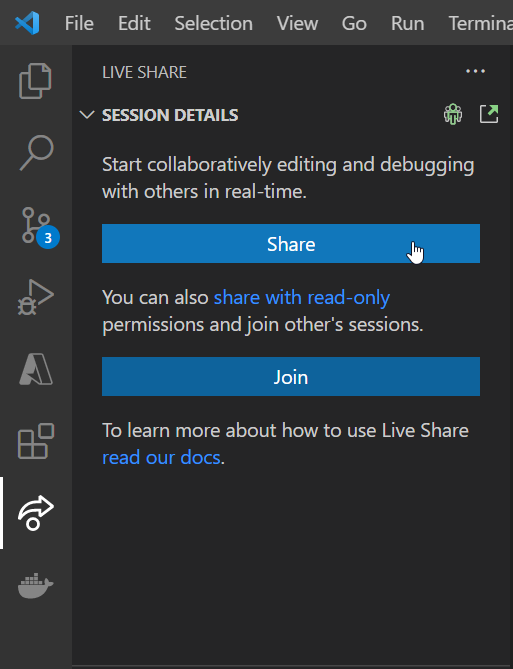 File Edit Selection View Go Run Termina
LIVE SHARE
SESSION DETAILS
Start collaboratively editing and debugging
with others in real-time.
Share
You can also share with read-only
permissions and join other's sessions.
Join
To learn more about how to use Live Share
read our docs.
3